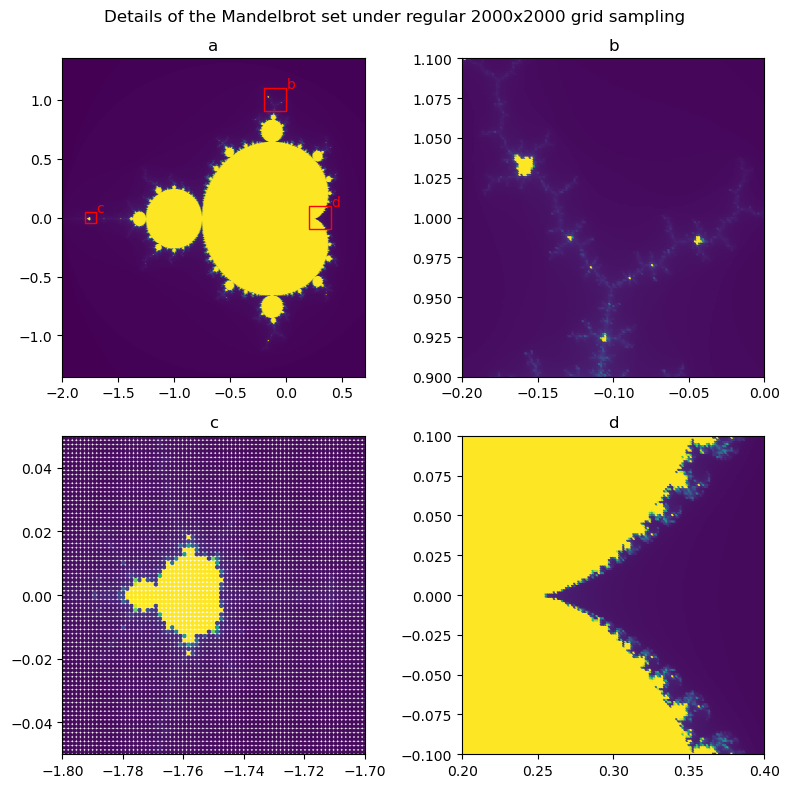 Details of the Mandelbrot set under regular 2000x2000 grid sampling
a
1.0
0.5
0.0
−0.5
−1.0
−2.0 −1.5 −1.0 −0.5 0.0 0.5
b
c
d
b
1.100
1.075
1.050
1.025
1.000
0.975
0.950
0.925
0.900
−0.20 −0.15 −0.10 −0.05 0.00
c
0.04
0.02
0.00
−0.02
−0.04
−1.80 −1.78 −1.76 −1.74 −1.72 −1.70
d
0.100
0.075
0.050
0.025
0.000
−0.025
−0.050
−0.075
−0.100
0.20 0.25 0.30 0.35 0.40